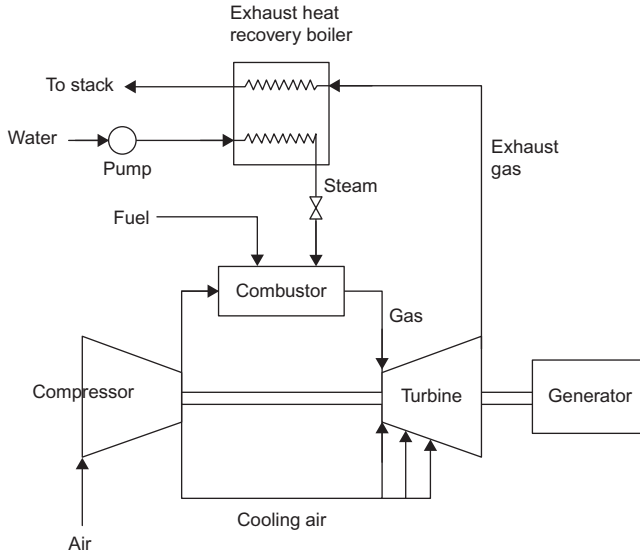 Exhaust heat
recovery boiler
To stack
Water
Pump
Exhaust
gas
Steam
Fuel
Combustor
Gas
Compressor
Turbine
Generator
Cooling air
Air